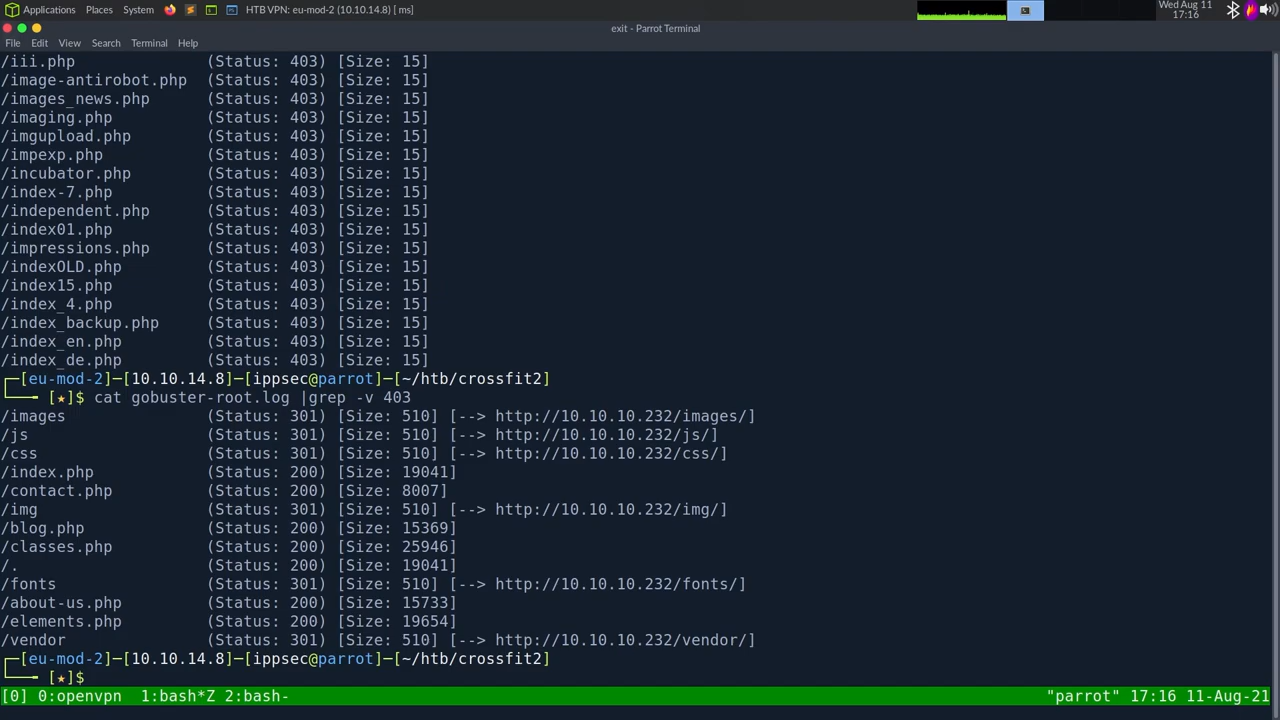 Applications Places System HTB VPN: eu-mod-2 (10.10.14.8) [ ms] Wed Aug 11
17:16
exit - Parrot Terminal
File Edit View Search Terminal Help
/iii.php (Status: 403) [Size: 15]
/image-antirobot.php (Status: 403) [Size: 15]
/images_news.php (Status: 403) [Size: 15]
/imaging.php (Status: 403) [Size: 15]
/imgupload.php (Status: 403) [Size: 15]
/impexp.php (Status: 403) [Size: 15]
/incubator.php (Status: 403) [Size: 15]
/index-7.php (Status: 403) [Size: 15]
/independent.php (Status: 403) [Size: 15]
/index01.php (Status: 403) [Size: 15]
/impressions.php (Status: 403) [Size: 15]
/indexOLD.php (Status: 403) [Size: 15]
/index15.php (Status: 403) [Size: 15]
/index_4.php (Status: 403) [Size: 15]
/index_backup.php (Status: 403) [Size: 15]
/index_en.php (Status: 403) [Size: 15]
/index_de.php (Status: 403) [Size: 15]
┌─[eu-mod-2]─[10.10.14.8]─[ippsec@parrot]─[~/htb/crossfit2]
└──╼ [★]$ cat gobuster-root.log |grep -v 403
/images (Status: 301) [Size: 510] [--> http://10.10.10.232/images/]
/js (Status: 301) [Size: 510] [--> http://10.10.10.232/js/]
/css (Status: 301) [Size: 510] [--> http://10.10.10.232/css/]
/index.php (Status: 200) [Size: 19041]
/contact.php (Status: 200) [Size: 8007]
/img (Status: 301) [Size: 510] [--> http://10.10.10.232/img/]
/blog.php (Status: 200) [Size: 15369]
/classes.php (Status: 200) [Size: 25946]
/. (Status: 200) [Size: 19041]
/fonts (Status: 301) [Size: 510] [--> http://10.10.10.232/fonts/]
/about-us.php (Status: 200) [Size: 15733]
/elements.php (Status: 200) [Size: 19654]
/vendor (Status: 301) [Size: 510] [--> http://10.10.10.232/vendor/]
┌─[eu-mod-2]─[10.10.14.8]─[ippsec@parrot]─[~/htb/crossfit2]
└──╼ [★]$
[0] 0:openvpn 1:bash*Z 2:bash- "parrot" 17:16 11-Aug-21